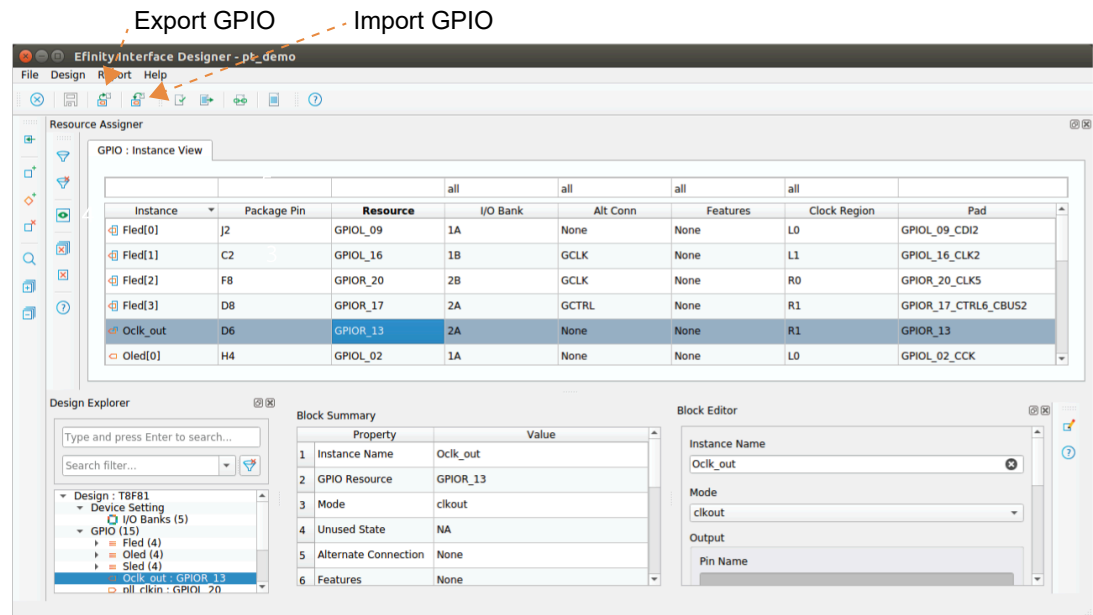 Export GPIO Import GPIO
Efinity Interface Designer - pt_demo
File Design Report Help
Resource Assigner
GPIO : Instance View
all all all all
Instance Package Pin Resource I/O Bank Alt Conn Features Clock Region Pad
Fled[0] J2 GPIOL_09 1A None None L0 GPIOL_09_CDI2
Fled[1] C2 GPIOL_16 1B GCLK None L1 GPIOL_16_CLK2
Fled[2] F8 GPIOR_20 2B GCLK None R0 GPIOR_20_CLK5
Fled[3] D8 GPIOR_17 2A GCTRL None R1 GPIOR_17_CTRL6_CBUS2
Oclk_out D6 GPIOR_13 2A None None R1 GPIOR_13
Oled[0] H4 GPIOL_02 1A None None L0 GPIOL_02_CCK
Design Explorer
Type and press Enter to search...
Search filter...
Design : T8F81
Device Setting
I/O Banks (5)
GPIO (15)
Fled (4)
Oled (4)
Sled (4)
Oclk_out : GPIOR_13
pll_clkin : GPIOL_20
Block Summary
Property Value
1 Instance Name Oclk_out
2 GPIO Resource GPIOR_13
3 Mode clkout
4 Unused State NA
5 Alternate Connection None
6 Features None
Block Editor
Instance Name
Oclk_out
Mode
clkout
Output
Pin Name